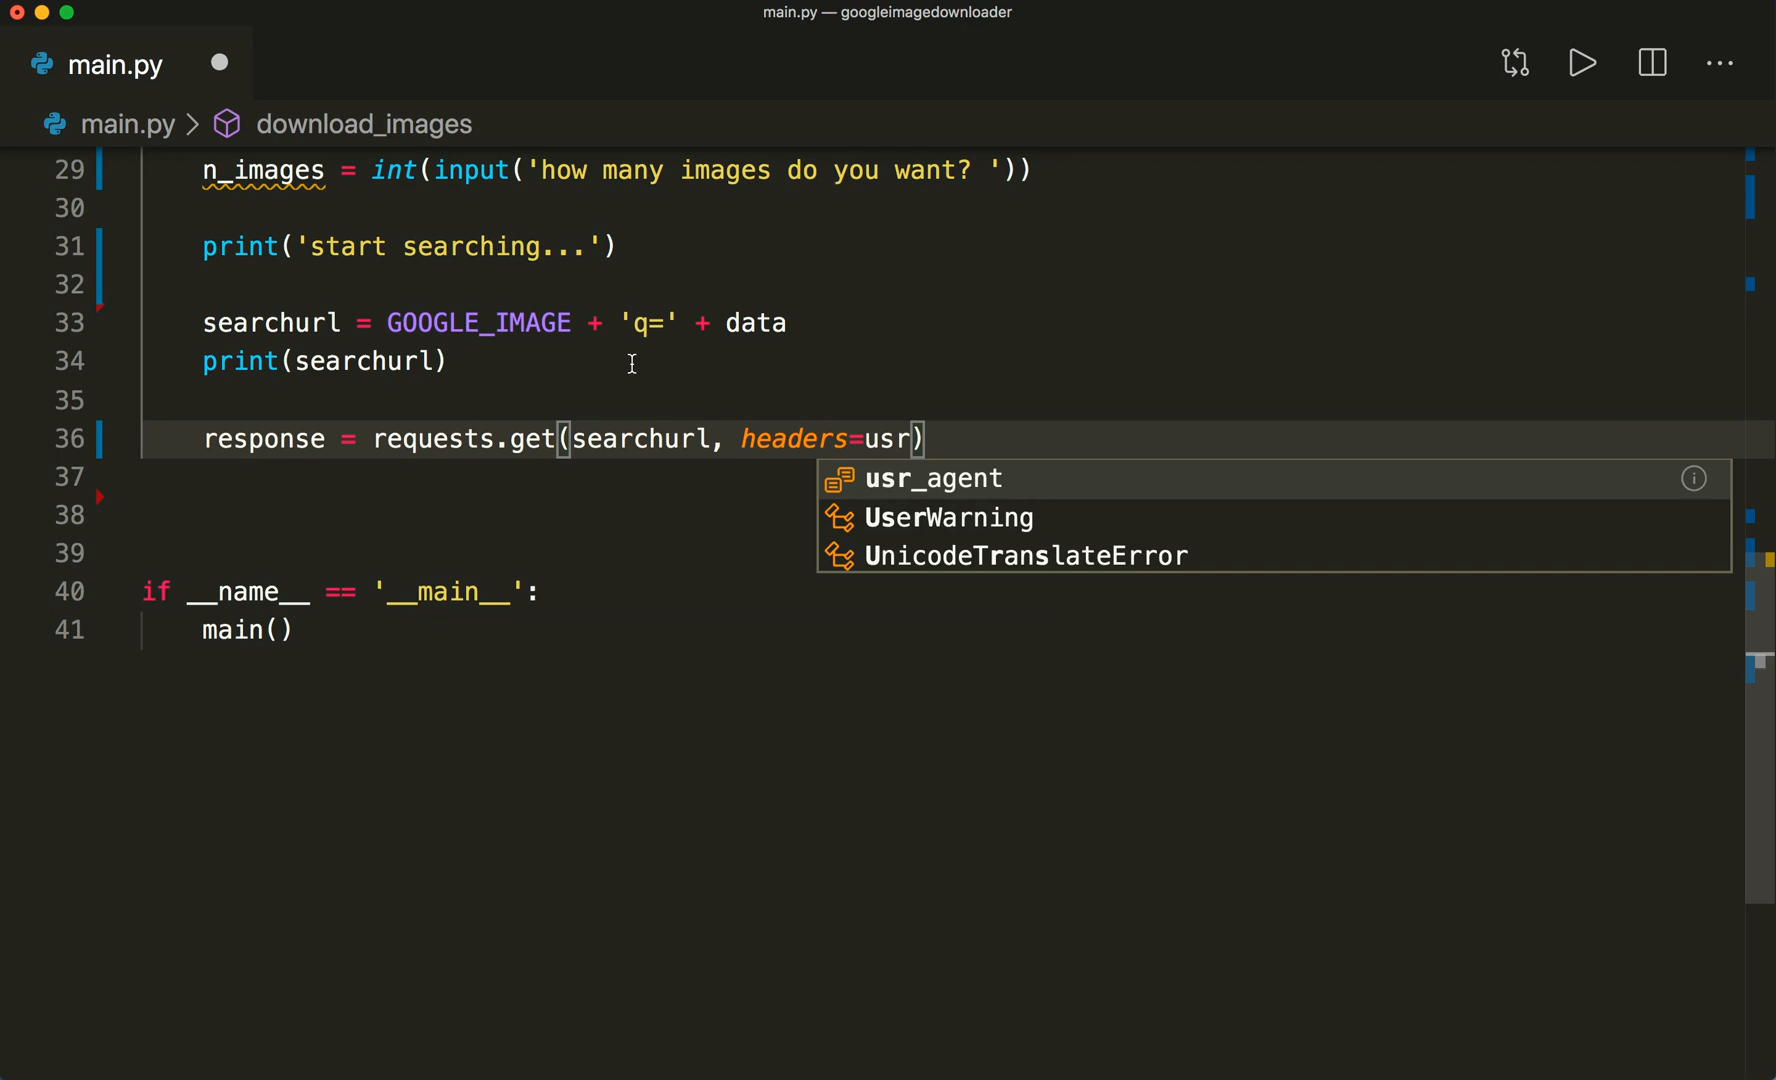 main.py — googleimagedownloader
main.py
main.py > download_images
29 n_images = int(input('how many images do you want? '))
30
31 print('start searching...')
32
33 searchurl = GOOGLE_IMAGE + 'q=' + data
34 print(searchurl)
35
36 response = requests.get(searchurl, headers=usr)
37 usr_agent
38 UserWarning
39 UnicodeTranslateError
40 if __name__ == '__main__':
41 main()